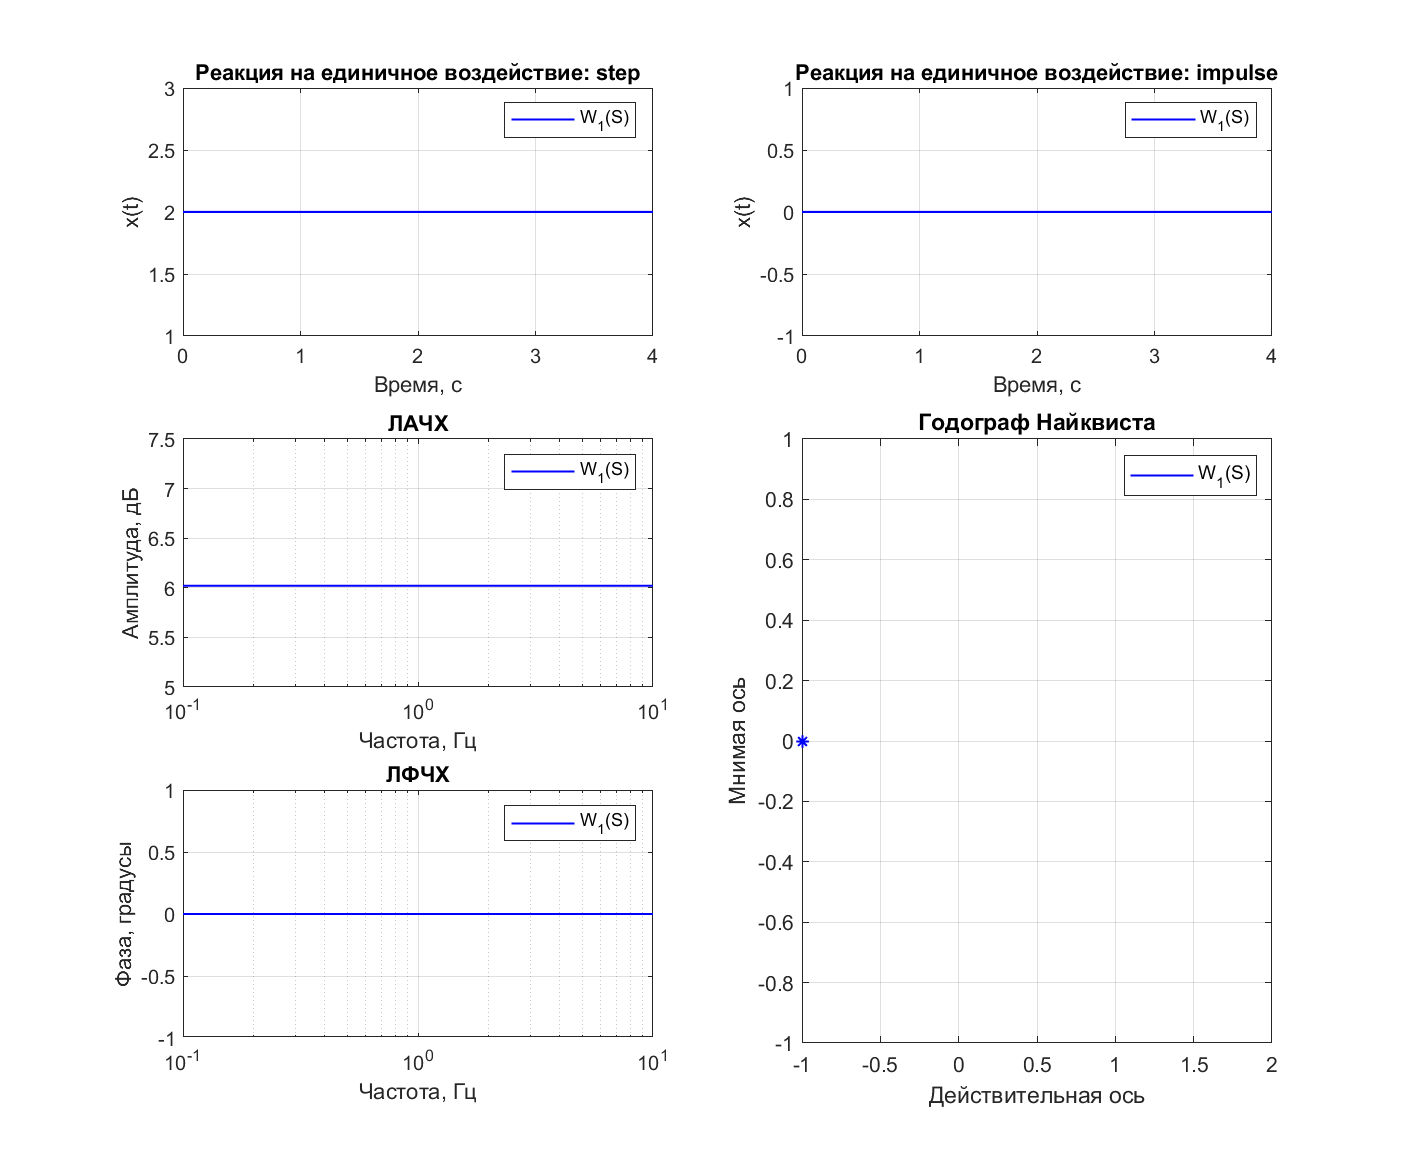 Реакция на единичное воздействие: step
3
2.5
2
1.5
1
x(t)
W1(S)
0 1 2 3 4
Время, с
Реакция на единичное воздействие: impulse
1
0.5
0
-0.5
-1
x(t)
W1(S)
0 1 2 3 4
Время, с
ЛАЧХ
7.5
7
6.5
6
5.5
5
Амплитуда, дБ
W1(S)
10-1 100 101
Частота, Гц
ЛФЧХ
1
0.5
0
-0.5
-1
Фаза, градусы
W1(S)
10-1 100 101
Частота, Гц
Годограф Найквиста
1
0.8
0.6
0.4
0.2
0
-0.2
-0.4
-0.6
-0.8
-1
Мнимая ось
W1(S)
-1 -0.5 0 0.5 1 1.5 2
Действительная ось